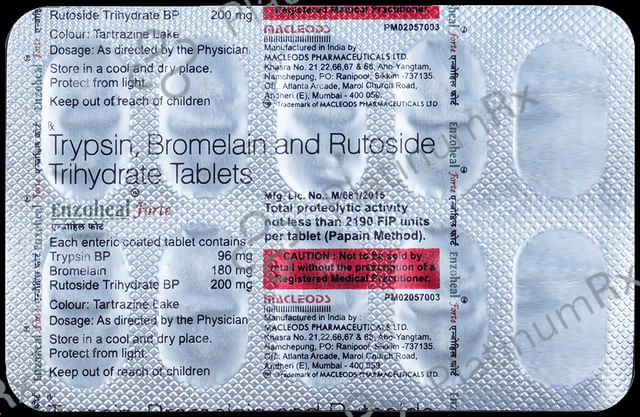 Rutoside Trihydrate BP 200 mg
Colour: Tartrazine Lake
Dosage: As directed by the Physician.
Store in a cool and dry place.
Protect from light.
Keep out of reach of children
Registered Medical Practitioner.
MACLEODS PM02057003
Manufactured in India by :
MACLEODS PHARMACEUTICALS LTD.
Khasra No. 21,22,66,67 & 68, Aho-Yangtam,
Namchepung, PO: Ranipool, Sikkim -737135.
Off.: Atlanta Arcade, Marol Church Road,
Andheri (E), Mumbai - 400 059.
Trademark of MACLEODS PHARMACEUTICALS LTD
Rx
Trypsin, Bromelain and Rutoside
Trihydrate Tablets
Enzoheal Forte
एन्ज़ोहिल फोर्ट
Each enteric coated tablet contains :
Trypsin BP 96 mg
Bromelain 180 mg
Rutoside Trihydrate BP 200 mg
Colour: Tartrazine Lake
Dosage: As directed by the Physician.
Store in a cool and dry place.
Protect from light.
Keep out of reach of children
Mfg. Lic. No.: M/681/2015
Total proteolytic activity
not less than 2190 FIP units
per tablet (Papain Method).
CAUTION : Not to be sold by
retail without the prescription of a
Registered Medical Practitioner.
MACLEODS PM02057003
Manufactured in India by :
MACLEODS PHARMACEUTICALS LTD.
Khasra No. 21,22,66,67 & 68, Aho-Yangtam,
Namchepung, PO: Ranipool, Sikkim -737135.
Off.: Atlanta Arcade, Marol Church Road,
Andheri (E), Mumbai - 400 059.
Trademark of MACLEODS PHARMACEUTICALS LTD
Trypsin, Bromelain and Rutoside
Enzoheal Forte एन्ज़ोहिल फोर्ट
Enzoheal Forte एन्ज़ोहिल फोर्ट
PlatinumRx